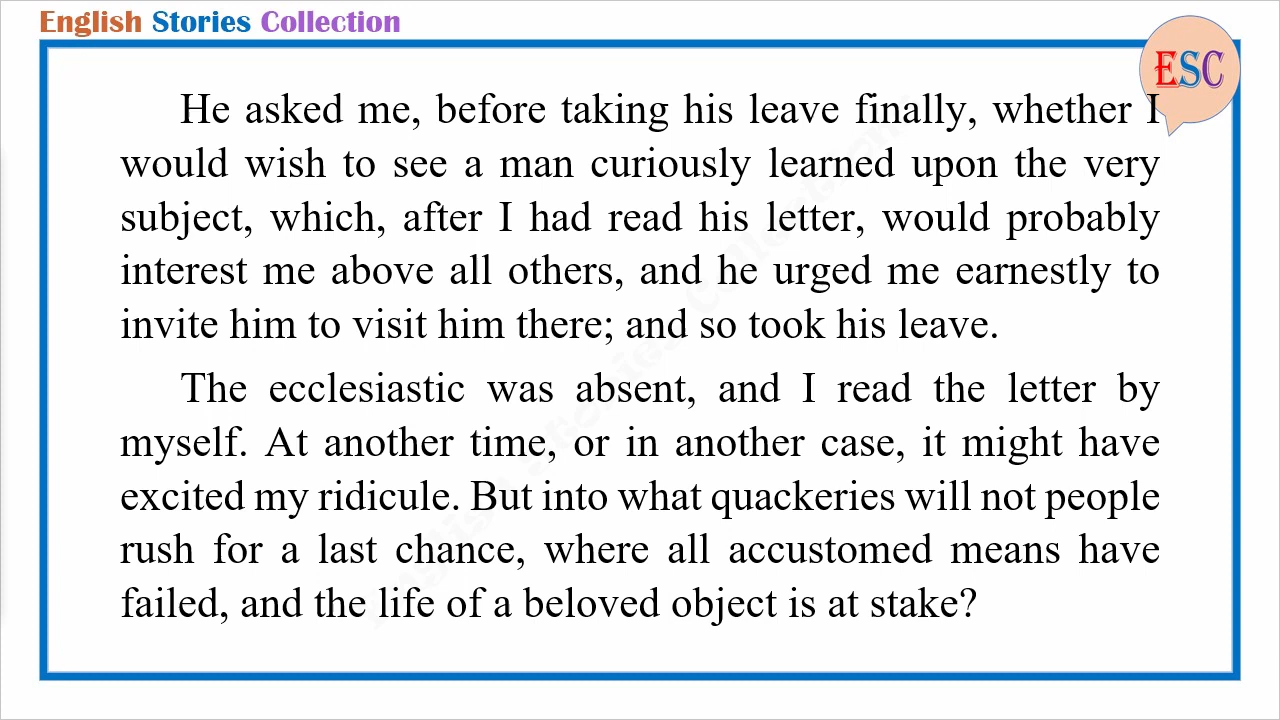 English Stories Collection
ESC
He asked me, before taking his leave finally, whether I
would wish to see a man curiously learned upon the very
subject, which, after I had read his letter, would probably
interest me above all others, and he urged me earnestly to
invite him to visit him there; and so took his leave.
The ecclesiastic was absent, and I read the letter by
myself. At another time, or in another case, it might have
excited my ridicule. But into what quackeries will not people
rush for a last chance, where all accustomed means have
failed, and the life of a beloved object is at stake?